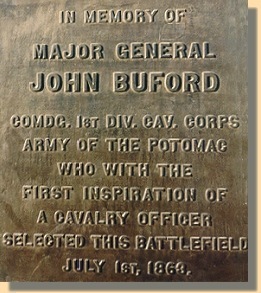 IN MEMORY OF
MAJOR GENERAL
JOHN BUFORD
COMDG. 1ST DIV. CAV. CORPS
ARMY OF THE POTOMAC
WHO WITH THE
FIRST INSPIRATION OF
A CAVALRY OFFICER
SELECTED THIS BATTLEFIELD
JULY 1ST, 1863.